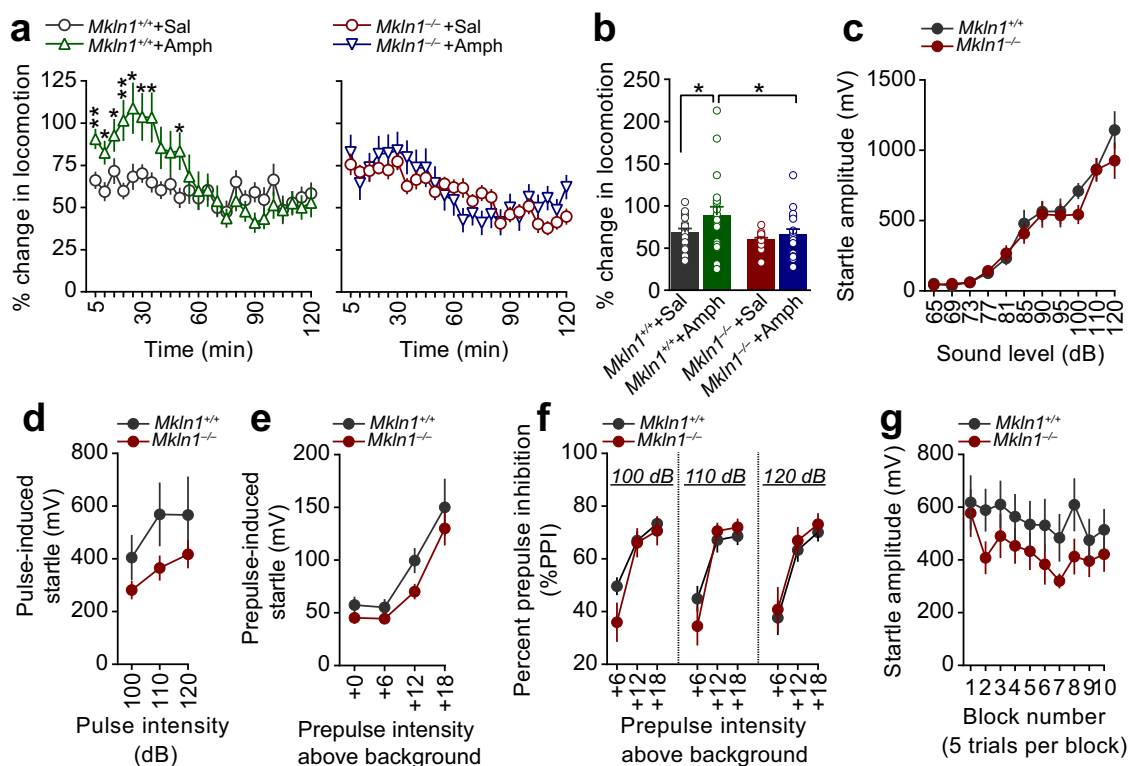 a
Mkln1+/++Sal
Mkln1+/++Amph
Mkln1–/–+Sal
Mkln1–/–+Amph
% change in locomotion
125
100
75
50
25
0
** * * ** * ** *
5 30 60 90 120
Time (min)
5 30 60 90 120
Time (min)
b
% change in locomotion
250
200
150
100
50
0
* *
Mkln1+/++Sal
Mkln1+/++Amph
Mkln1–/–+Sal
Mkln1–/–+Amph
c
Mkln1+/+
Mkln1–/–
Startle amplitude (mV)
1500
1000
500
0
65 69 73 77 81 85 90 95 100 110 120
Sound level (dB)
d
Mkln1+/+
Mkln1–/–
Pulse-induced
startle (mV)
800
600
400
200
0
100 110 120
Pulse intensity
(dB)
e
Mkln1+/+
Mkln1–/–
Prepulse-induced
startle (mV)
200
150
100
50
0
+0 +6 +12 +18
Prepulse intensity
above background
f
Mkln1+/+
Mkln1–/–
Percent prepulse inhibition
(%PPI)
100
80
60
40
20
100 dB 110 dB 120 dB
+6 +12 +18 +6 +12 +18 +6 +12 +18
Prepulse intensity
above background
g
Mkln1+/+
Mkln1–/–
Startle amplitude (mV)
800
600
400
200
0
1 2 3 4 5 6 7 8 9 10
Block number
(5 trials per block)